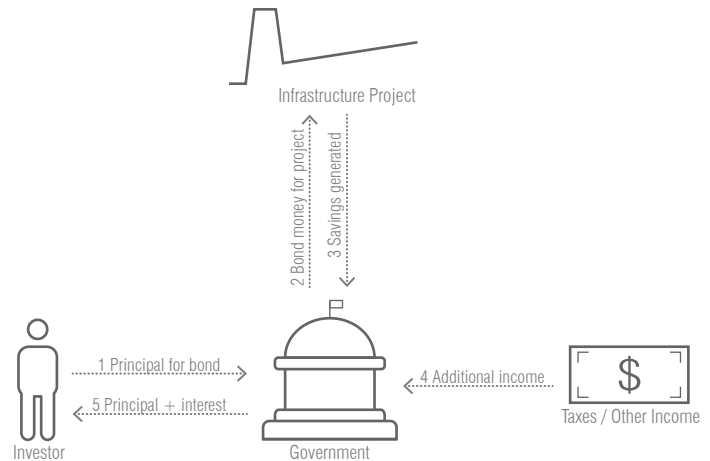 Infrastructure Project
2 Bond money for project
3 Savings generated
1 Principal for bond
4 Additional income
5 Principal + interest
$
Taxes / Other Income
Investor
Government